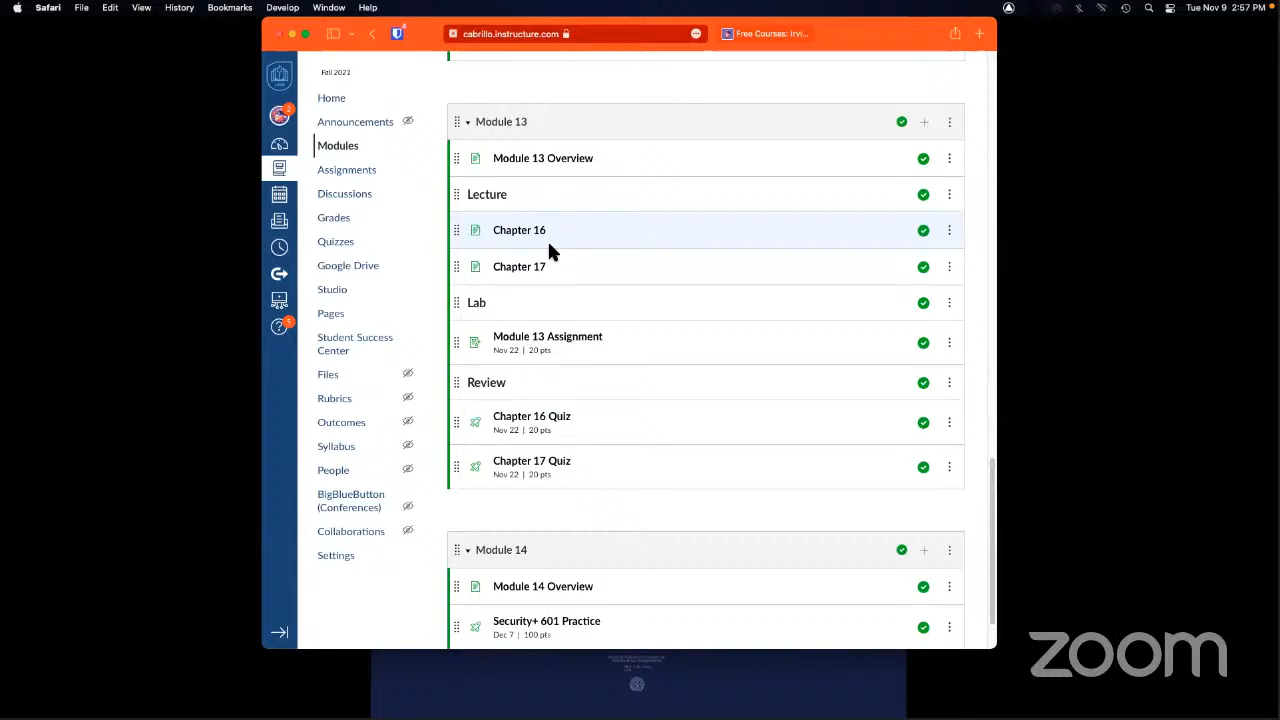 Safari File Edit View History Bookmarks Develop Window Help
Tue Nov 9 2:57 PM
4
cabrillo.instructure.com
Free Courses: Irvi...
Fall 2021
2
5
Home
Announcements
Modules
Assignments
Discussions
Grades
Quizzes
Google Drive
Studio
Pages
Student Success
Center
Files
Rubrics
Outcomes
Syllabus
People
BigBlueButton
(Conferences)
Collaborations
Settings
Module 13
Module 13 Overview
Lecture
Chapter 16
Chapter 17
Lab
Module 13 Assignment
Nov 22 | 20 pts
Review
Chapter 16 Quiz
Nov 22 | 20 pts
Chapter 17 Quiz
Nov 22 | 20 pts
Module 14
Module 14 Overview
Security+ 601 Practice
Dec 7 | 100 pts
zoom